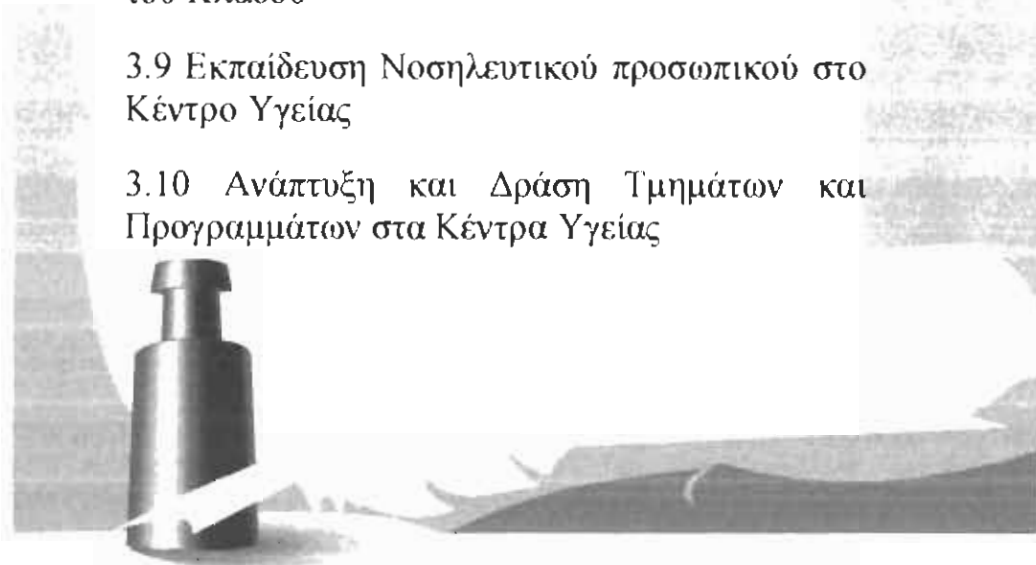 3.9 Εκπαίδευση Νοσηλευτικού προσωπικού στο
Κέντρο Υγείας
3.10 Ανάπτυξη και Δράση Τμημάτων και
Προγραμμάτων στα Κέντρα Υγείας